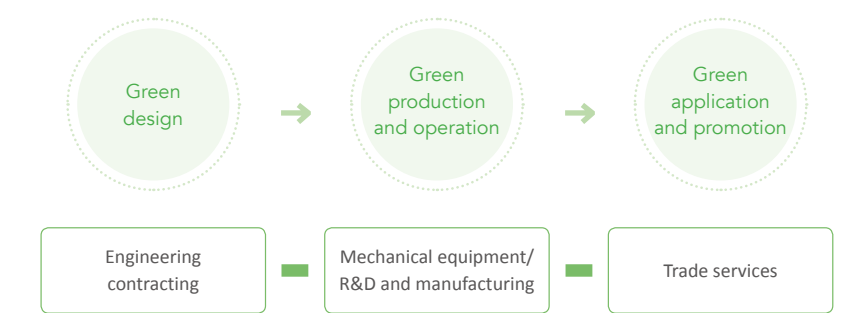 Green
design
Green
production
and operation
Green
application
and promotion
Engineering
contracting
Mechanical equipment/
R&D and manufacturing
Trade services